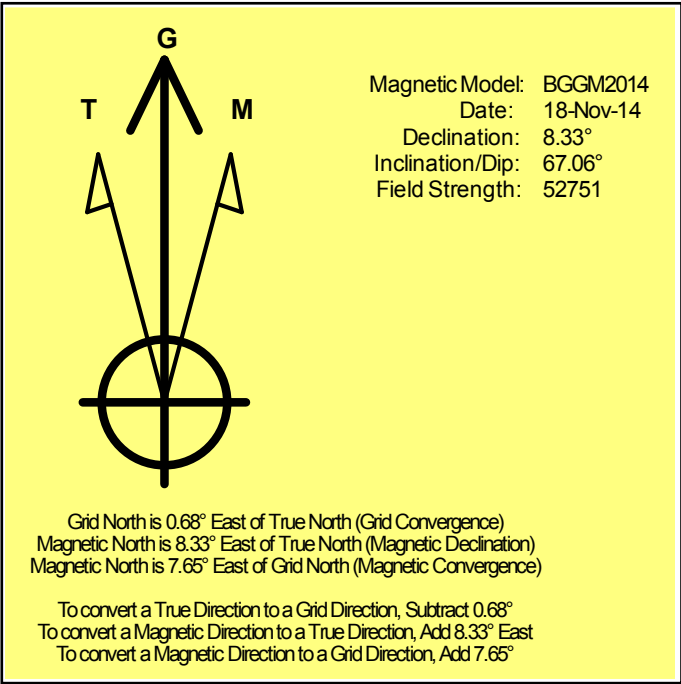 G
T M
Magnetic Model: BGGM2014
Date: 18-Nov-14
Declination: 8.33°
Inclination/Dip: 67.06°
Field Strength: 52751
Grid North is 0.68° East of True North (Grid Convergence)
Magnetic North is 8.33° East of True North (Magnetic Declination)
Magnetic North is 7.65° East of Grid North (Magnetic Convergence)
To convert a True Direction to a Grid Direction, Subtract 0.68°
To convert a Magnetic Direction to a True Direction, Add 8.33° East
To convert a Magnetic Direction to a Grid Direction, Add 7.65°